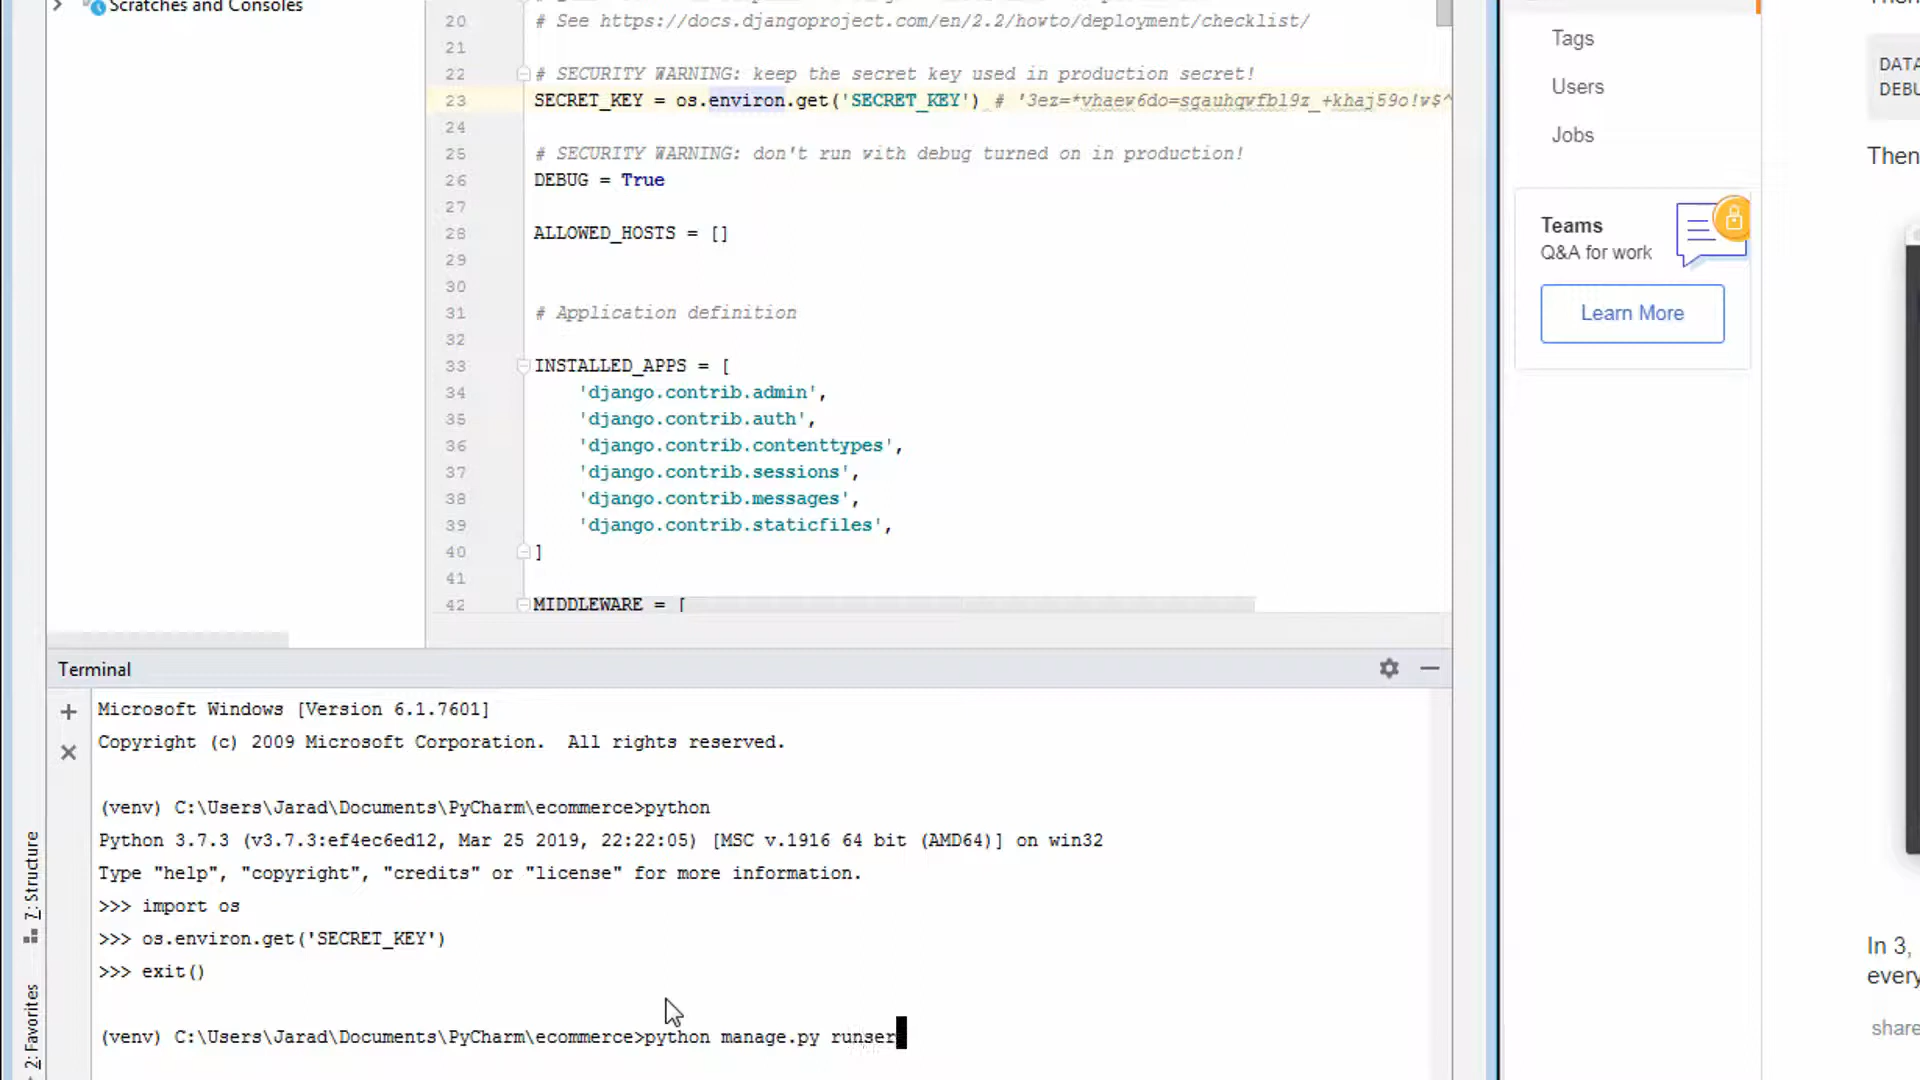 Scratches and Consoles
20 # See https://docs.djangoproject.com/en/2.2/howto/deployment/checklist/
21
22 # SECURITY WARNING: keep the secret key used in production secret!
23 SECRET_KEY = os.environ.get('SECRET_KEY') # '3ez=*vhaew6do=sgauhqwfbl9z_+khaj59o!w$^
24
25 # SECURITY WARNING: don't run with debug turned on in production!
26 DEBUG = True
27
28 ALLOWED_HOSTS = []
29
30
31 # Application definition
32
33 INSTALLED_APPS = [
34 'django.contrib.admin',
35 'django.contrib.auth',
36 'django.contrib.contenttypes',
37 'django.contrib.sessions',
38 'django.contrib.messages',
39 'django.contrib.staticfiles',
40 ]
41
42 MIDDLEWARE = [
Terminal
Microsoft Windows [Version 6.1.7601]
Copyright (c) 2009 Microsoft Corporation.  All rights reserved.
(venv) C:\Users\Jarad\Documents\PyCharm\ecommerce>python
Python 3.7.3 (v3.7.3:ef4ec6ed12, Mar 25 2019, 22:22:05) [MSC v.1916 64 bit (AMD64)] on win32
Type "help", "copyright", "credits" or "license" for more information.
>>> import os
>>> os.environ.get('SECRET_KEY')
>>> exit()
(venv) C:\Users\Jarad\Documents\PyCharm\ecommerce>python manage.py runser
7: Structure
2: Favorites
Tags
Users
Jobs
Teams
Q&A for work
Learn More
DATA
DEBU
Then
In 3,
every
share